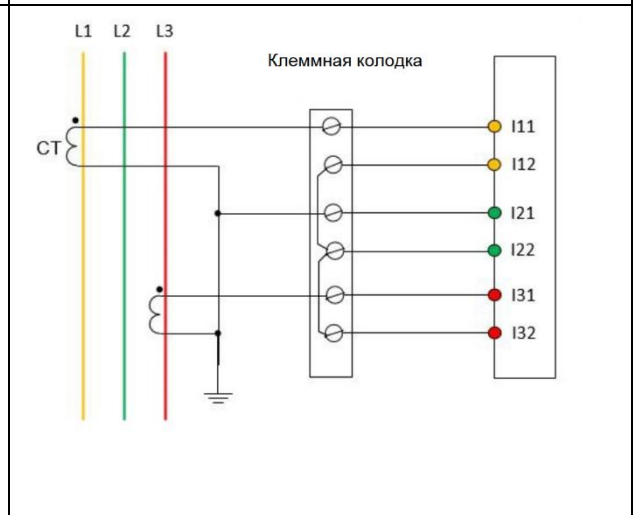 L1 L2 L3
Клеммная колодка
CT
I11
I12
I21
I22
I31
I32